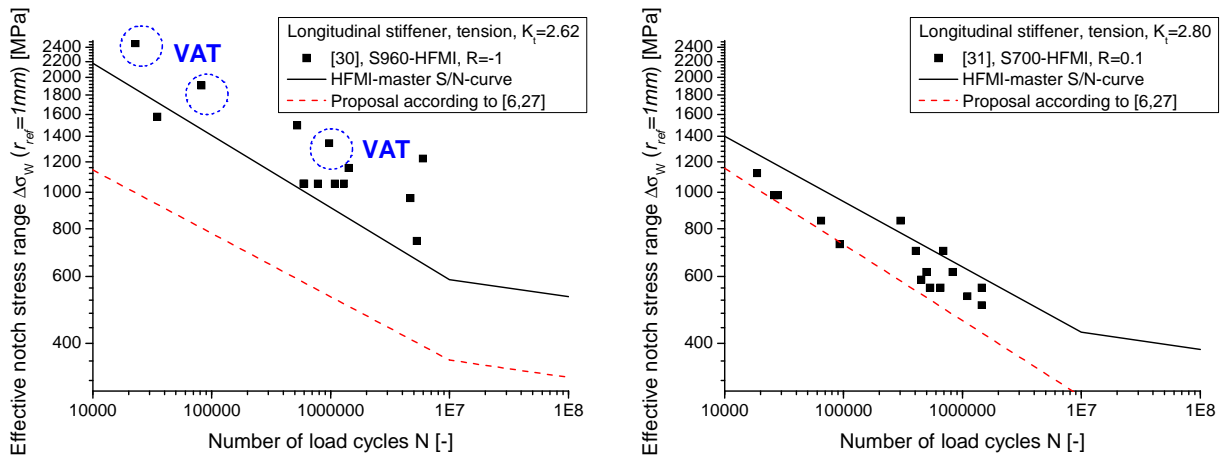 Effective notch stress range Δσ_W (r_ref=1mm) [MPa]
2400
2200
2000
1800
1600
1400
1200
1000
800
600
400
10000
100000
1000000
1E7
1E8
Number of load cycles N [-]
Longitudinal stiffener, tension, K_t=2.62
[30], S960-HFMI, R=-1
HFMI-master S/N-curve
Proposal according to [6,27]
VAT
VAT
Effective notch stress range Δσ_W (r_ref=1mm) [MPa]
2400
2200
2000
1800
1600
1400
1200
1000
800
600
400
10000
100000
1000000
1E7
1E8
Number of load cycles N [-]
Longitudinal stiffener, tension, K_t=2.80
[31], S700-HFMI, R=0.1
HFMI-master S/N-curve
Proposal according to [6,27]